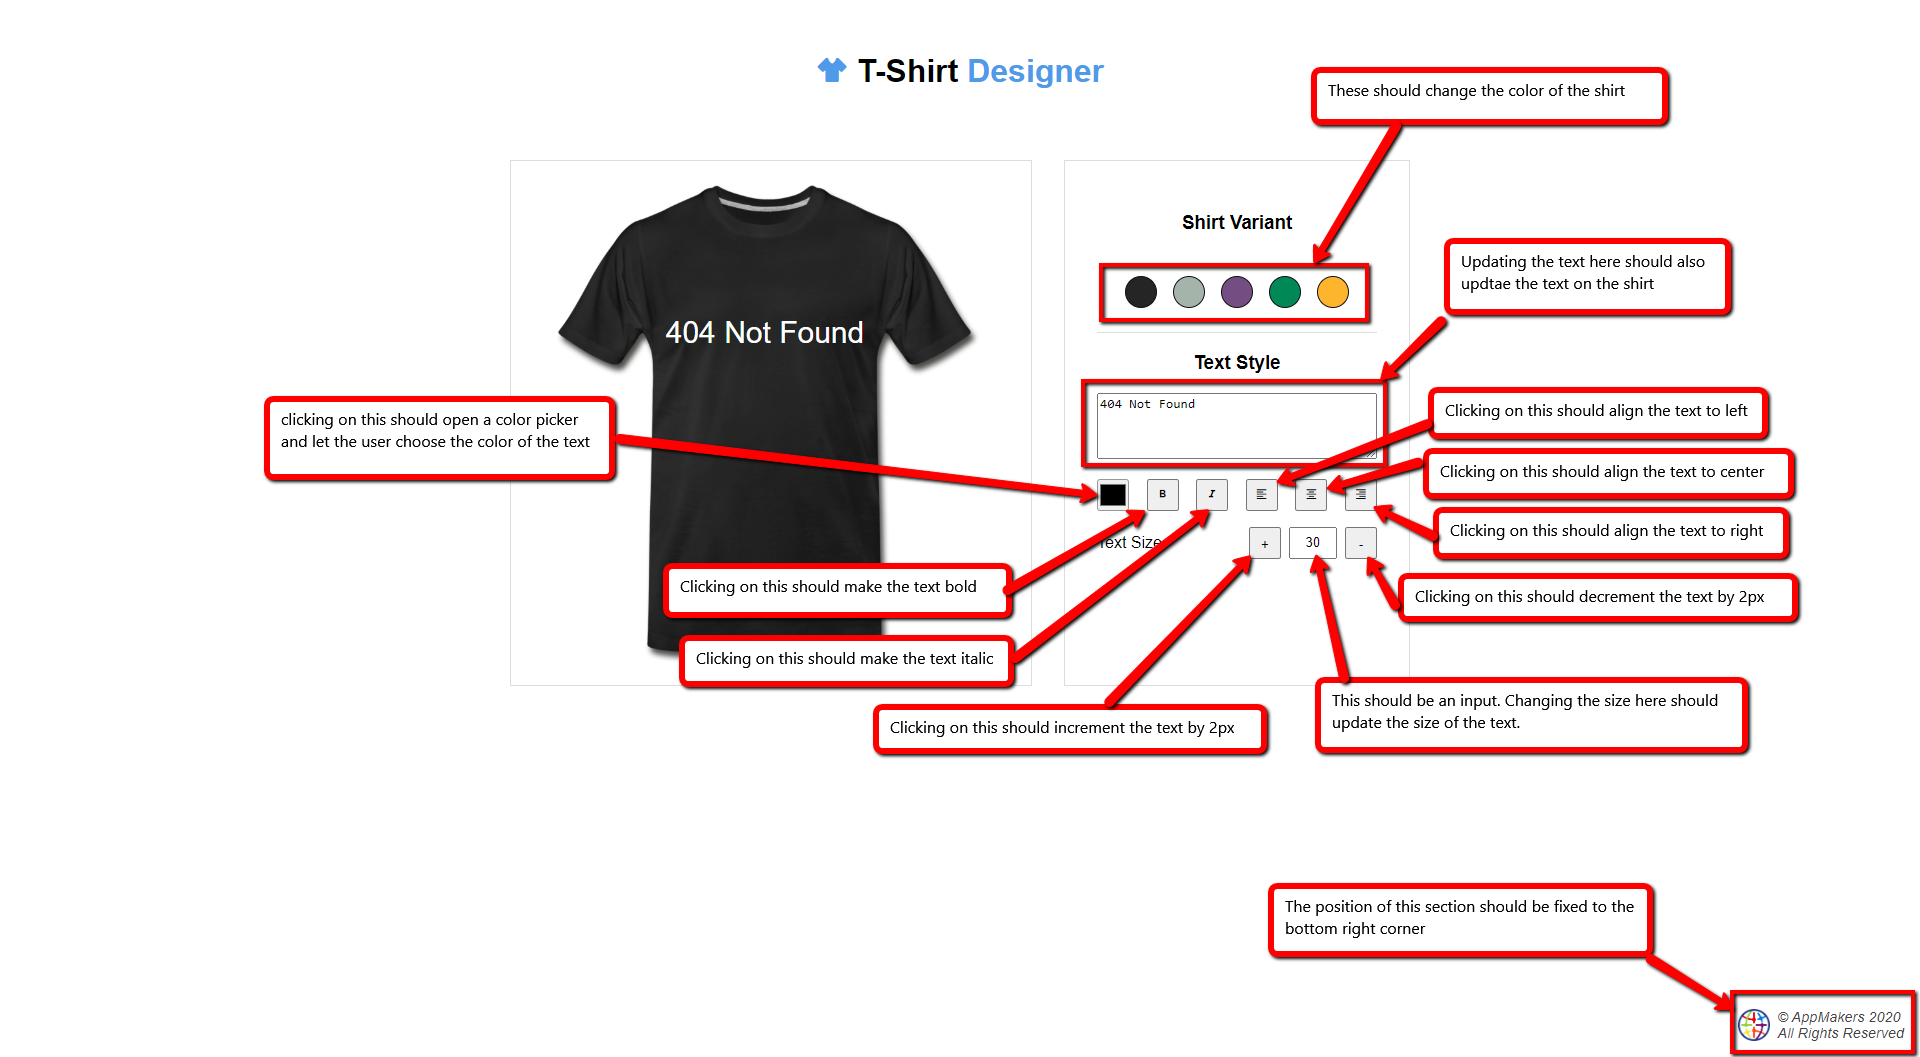 T-Shirt Designer
These should change the color of the shirt
Shirt Variant
Updating the text here should also
updtae the text on the shirt
404 Not Found
Text Style
404 Not Found
clicking on this should open a color picker
and let the user choose the color of the text
Clicking on this should align the text to left
Clicking on this should align the text to center
B
I
Clicking on this should align the text to right
Text Size
+
30
-
Clicking on this should make the text bold
Clicking on this should decrement the text by 2px
Clicking on this should make the text italic
This should be an input. Changing the size here should
update the size of the text.
Clicking on this should increment the text by 2px
The position of this section should be fixed to the
bottom right corner
© AppMakers 2020
All Rights Reserved